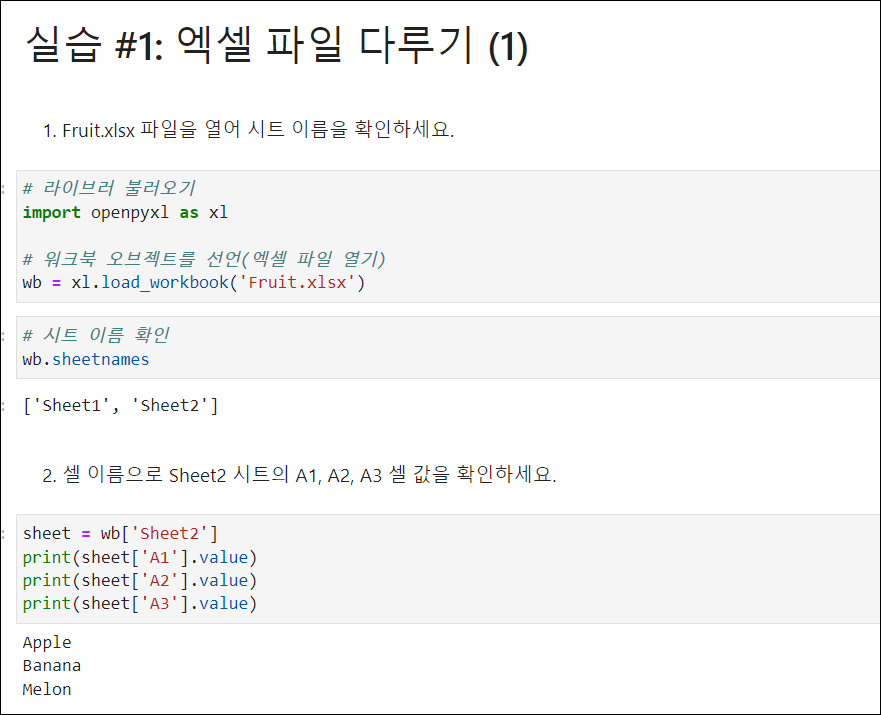 실습 #1: 엑셀 파일 다루기 (1)
1. Fruit.xlsx 파일을 열어 시트 이름을 확인하세요.
# 라이브러 불러오기
import openpyxl as xl
# 워크북 오브젝트를 선언(엑셀 파일 열기)
wb = xl.load_workbook('Fruit.xlsx')
# 시트 이름 확인
wb.sheetnames
['Sheet1', 'Sheet2']
2. 셀 이름으로 Sheet2 시트의 A1, A2, A3 셀 값을 확인하세요.
sheet = wb['Sheet2']
print(sheet['A1'].value)
print(sheet['A2'].value)
print(sheet['A3'].value)
Apple
Banana
Melon